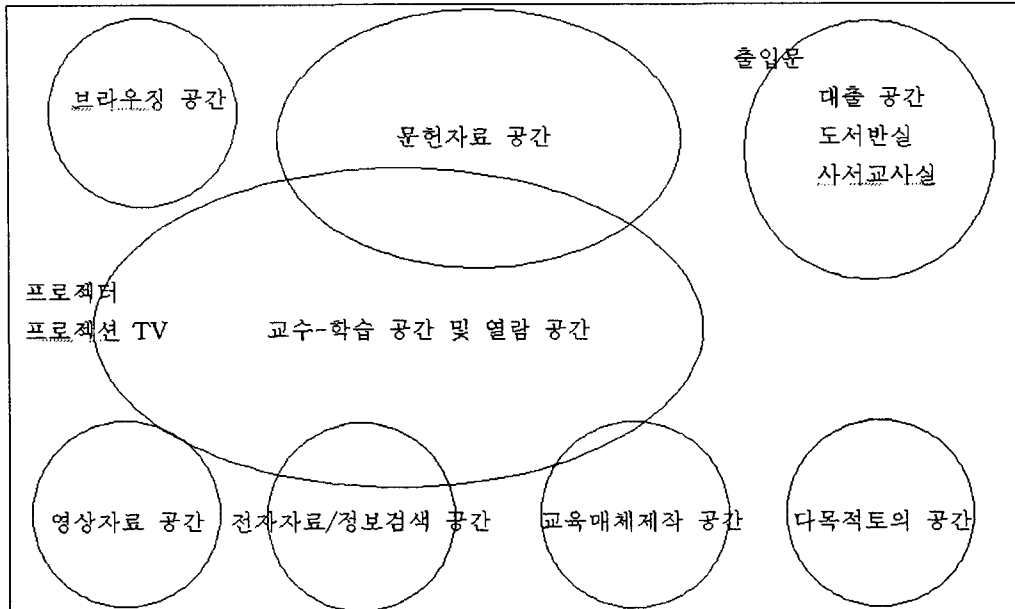 출입문
브라우징 공간
대출 공간
문헌자료 공간
도서반실
사서교사실
프로젝터
프로젝션 TV
교수-학습 공간 및 열람 공간
영상자료 공간
전자자료/정보검색 공간
교육매체제작 공간
다목적토의 공간